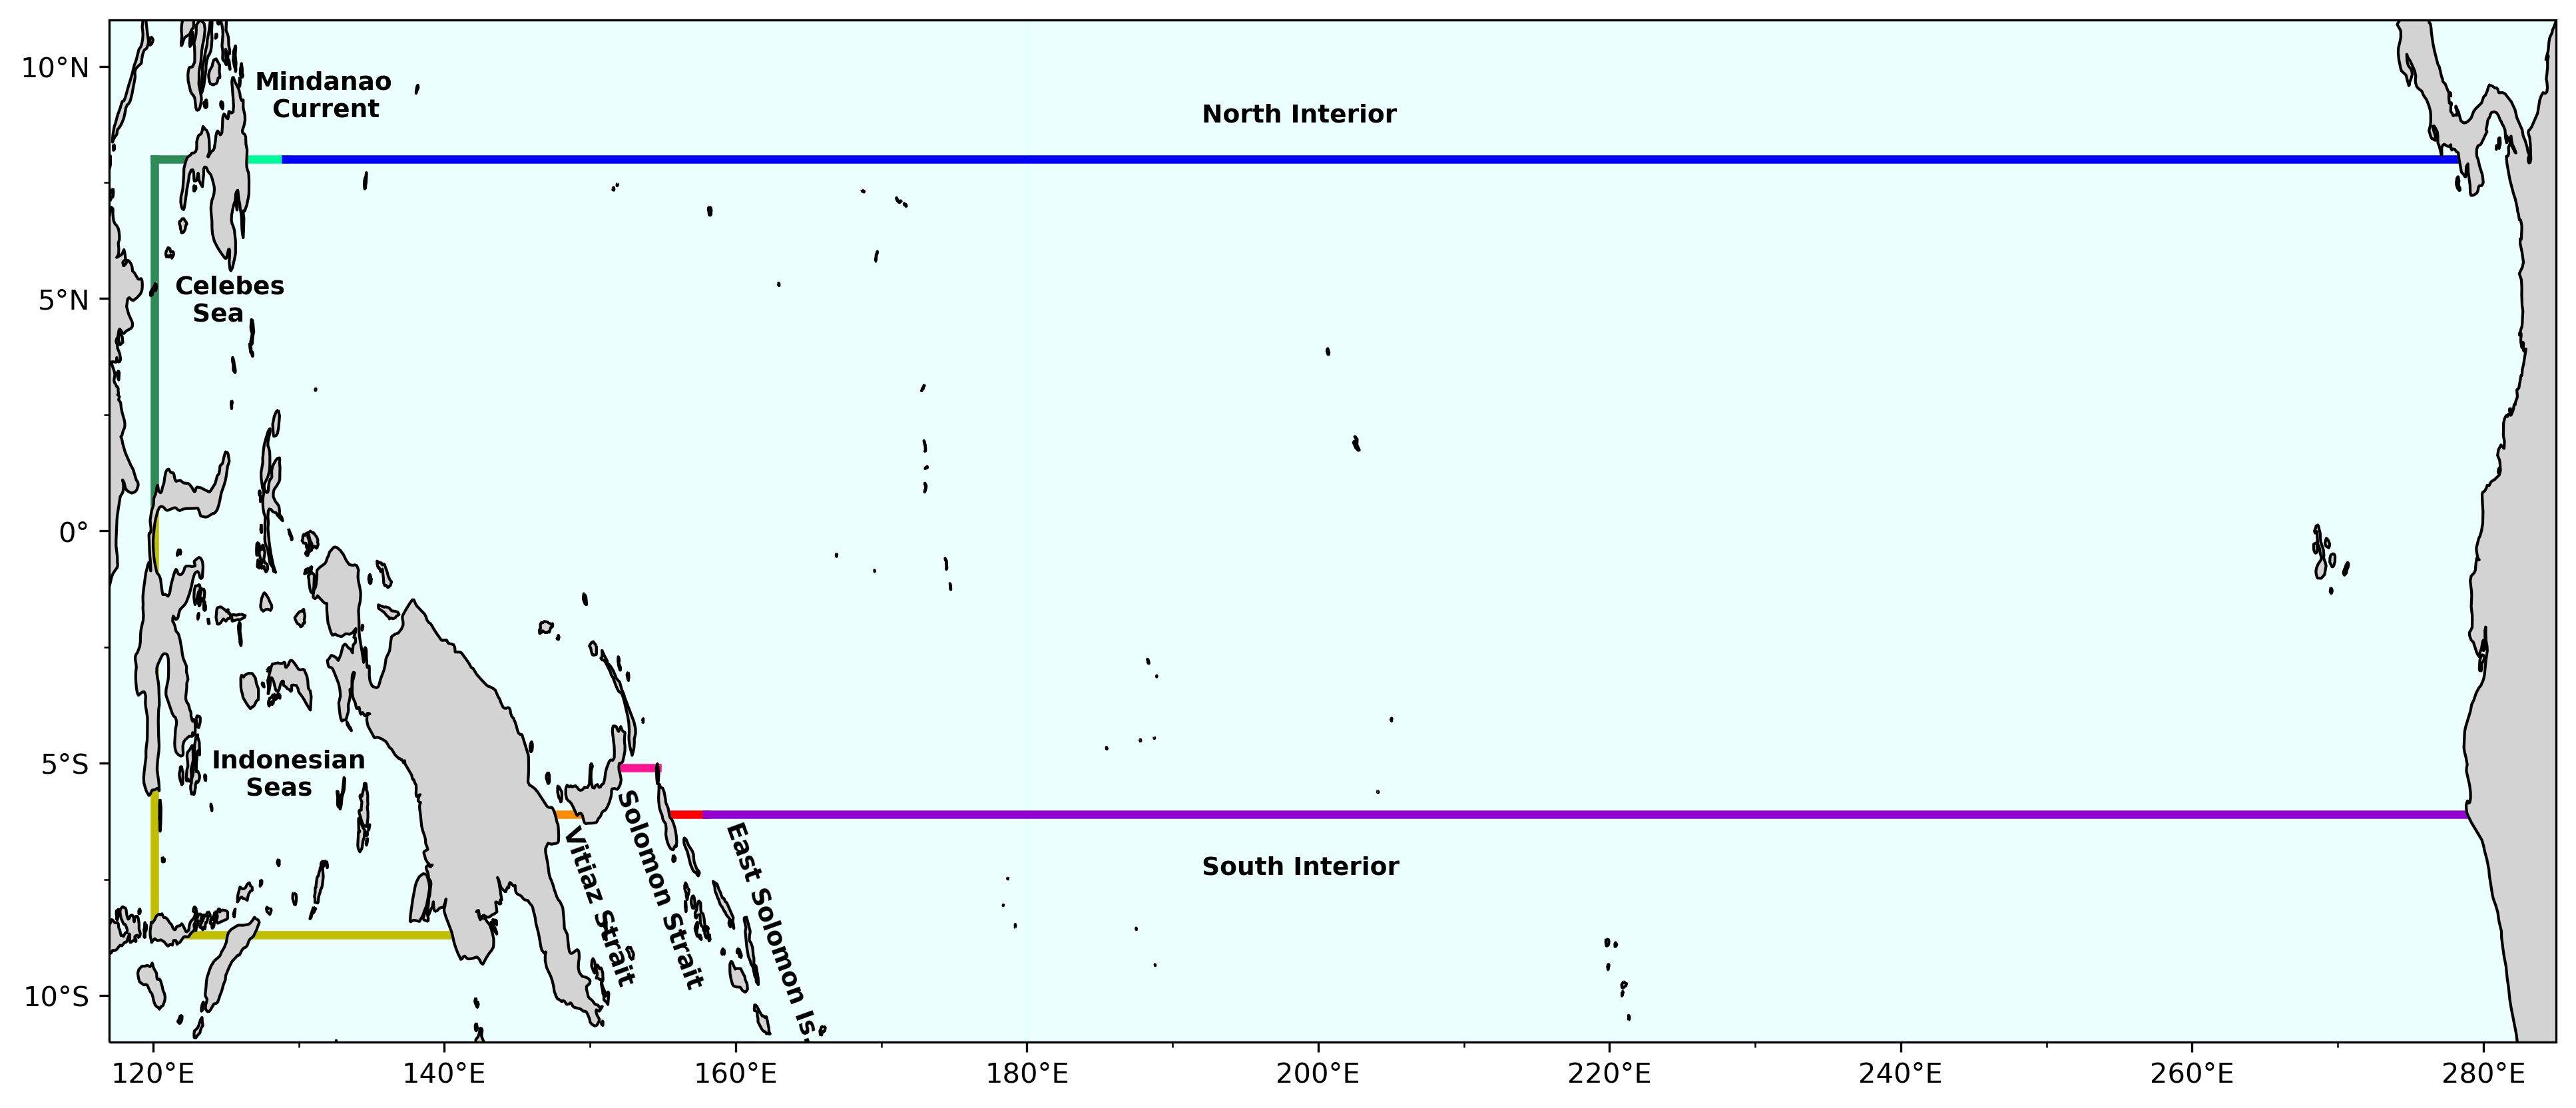 10°N
5°N
0°
5°S
10°S
Mindanao
Current
North Interior
Celebes
Sea
Indonesian
Seas
Vitiaz Strait
Solomon Strait
East Solomon Is
South Interior
120°E
140°E
160°E
180°E
200°E
220°E
240°E
260°E
280°E